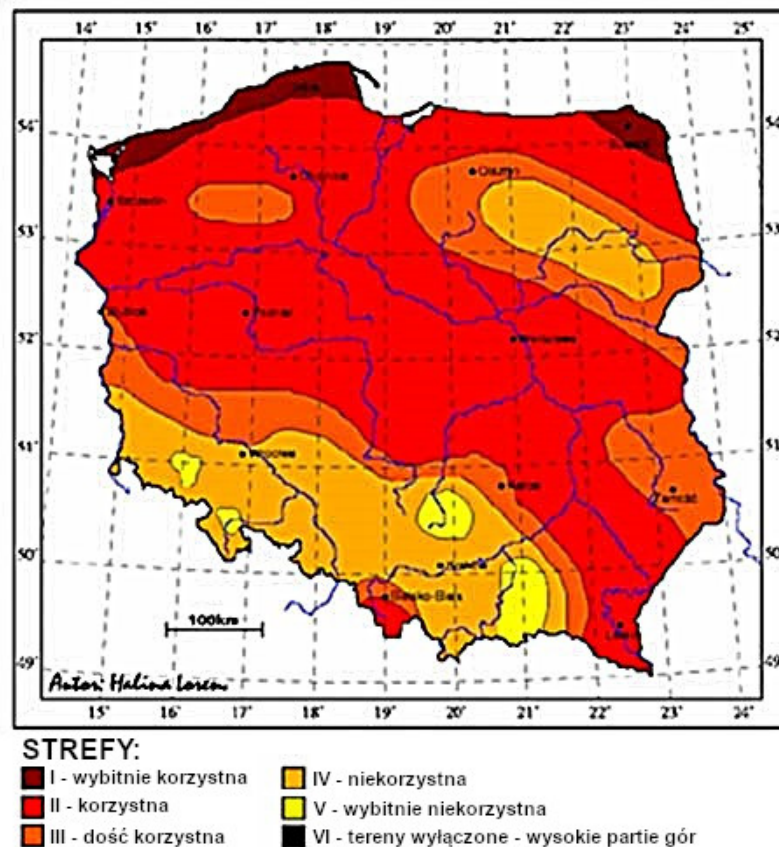 14° 15° 16° 17° 18° 19° 20° 21° 22° 23° 24° 25°
54°
53°
52°
51°
50°
49°
Olsztyn
Szczecin
Poznań
Warszawa
Wrocław
Kielce
Zamość
Kraków
Bielsko-Biała
100km
Autor: Halina Lorenc
15° 16° 17° 18° 19° 20° 21° 22° 23° 24°
STREFY:
I - wybitnie korzystna
II - korzystna
III - dość korzystna
IV - niekorzystna
V - wybitnie niekorzystna
VI - tereny wyłączone - wysokie partie gór